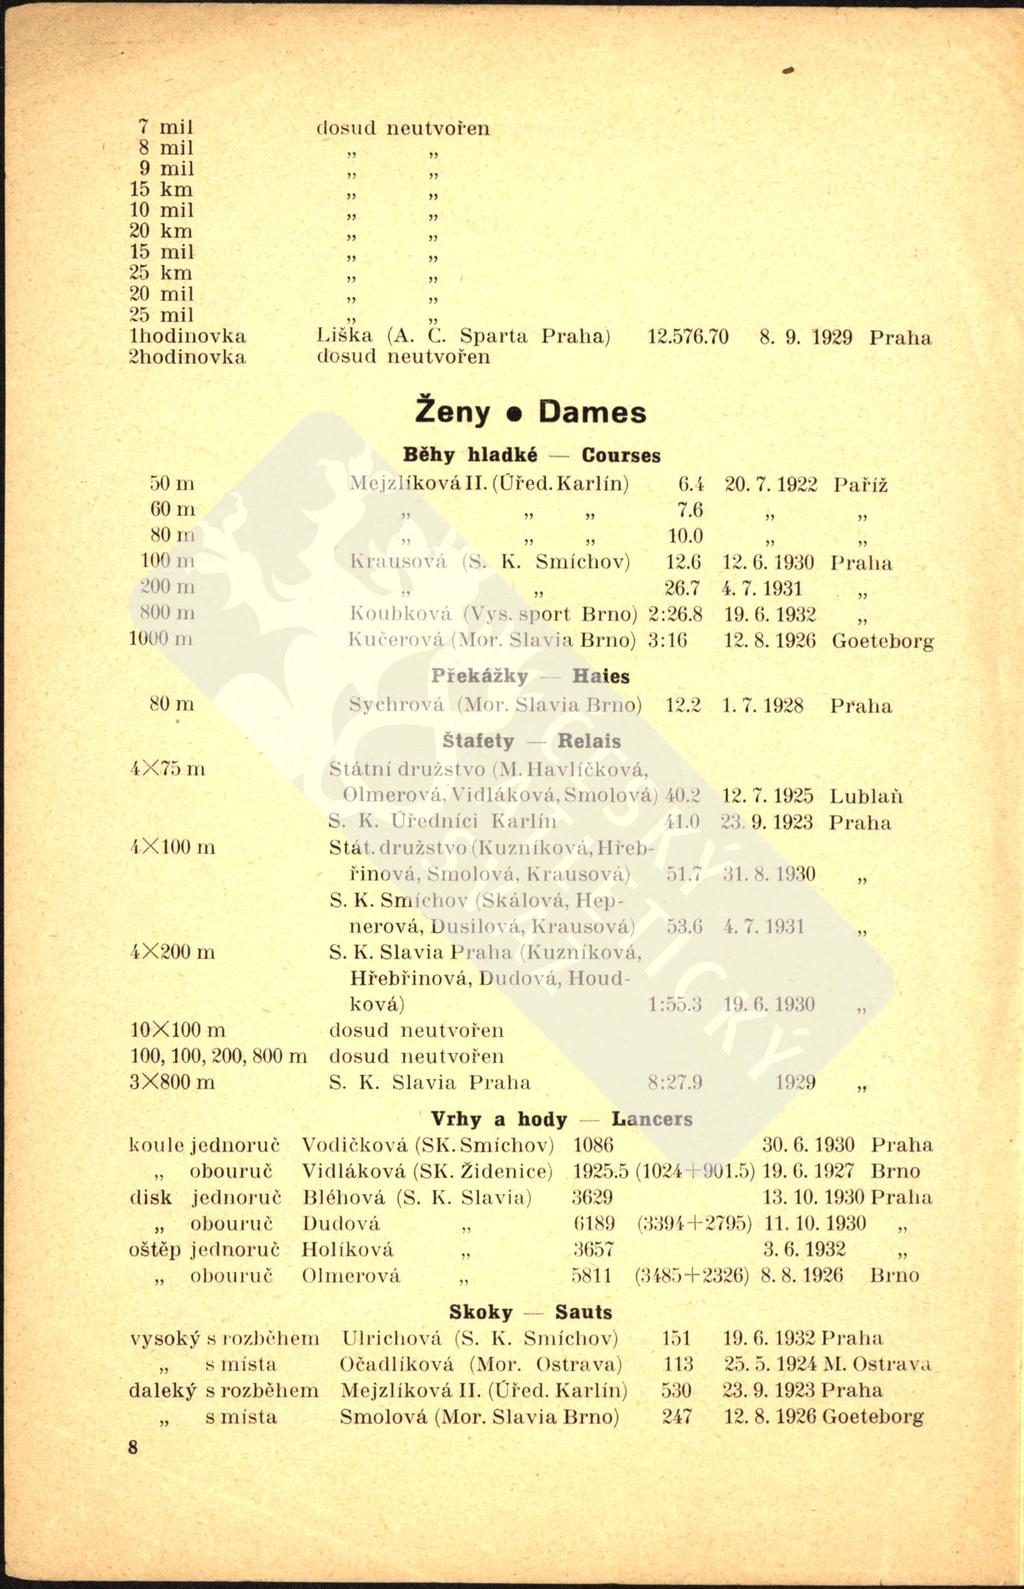 7 mil dosud neutvořen
8 mil „ „
9 mil „ „
15 km „ „
10 mil „ „
20 km „ „
15 mil „ „
25 km „ „
20 mil „ „
25 mil „ „
1hodinovka Liška (A. C. Sparta Praha) 12.576.70 8. 9. 1929 Praha
2hodinovka dosud neutvořen
Ženy • Dames
Běhy hladké — Courses
50 m Mejzlíková II. (Úřed. Karlín) 6.4 20. 7. 1922 Paříž
60 m „ „ „ 7.6 „ „
80 m „ „ „ 10.0 „ „
100 m Krausová (S. K. Smíchov) 12.6 12. 6. 1930 Praha
200 m „ „ 26.7 4. 7. 1931 „
800 m Koubková (Vys. sport Brno) 2:26.8 19. 6. 1932 „
1000 m Kučerová (Mor. Slavia Brno) 3:16 12. 8. 1926 Goeteborg
Překážky — Haies
80 m Sychrová (Mor. Slavia Brno) 12.2 1. 7. 1928 Praha
Štafety — Relais
4X75 m Státní družstvo (M. Havlíčková,
Olmerová, Vidláková, Smolová) 40.2 12. 7. 1925 Lublaň
S. K. Úředníci Karlín 41.0 23. 9. 1923 Praha
4X100 m Stát. družstvo (Kuzníková, Hřeb-
řinová, Smolová, Krausová) 51.7 31. 8. 1930 „
S. K. Smíchov (Skálová, Hep-
nerová, Dusilová, Krausová) 53.6 4. 7. 1931 „
4X200 m S. K. Slavia Praha (Kuzníková,
Hřebřinová, Dudová, Houd-
ková) 1:55.3 19. 6. 1930 „
10X100 m dosud neutvořen
100, 100, 200, 800 m dosud neutvořen
3X800 m S. K. Slavia Praha 8:27.9 1929 „
Vrhy a hody — Lancers
koule jednoruč Vodičková (SK. Smíchov) 1086 30. 6. 1930 Praha
„ obouruč Vidláková (SK. Židenice) 1925.5 (1024+901.5) 19. 6. 1927 Brno
disk jednoruč Bléhová (S. K. Slavia) 3629 13. 10. 1930 Praha
„ obouruč Dudová „ 6189 (3394+2795) 11. 10. 1930 „
oštěp jednoruč Holíková „ 3657 3. 6. 1932 „
„ obouruč Olmerová „ 5811 (3485+2326) 8. 8. 1926 Brno
Skoky — Sauts
vysoký s rozběhem Ulrichová (S. K. Smíchov) 151 19. 6. 1932 Praha
„ s místa Očadlíková (Mor. Ostrava) 113 25. 5. 1924 M. Ostrava
daleký s rozběhem Mejzlíková II. (Úřed. Karlín) 530 23. 9. 1923 Praha
„ s místa Smolová (Mor. Slavia Brno) 247 12. 8. 1926 Goeteborg
8
ČESKÝ
ATLETICKÝ
SVAZ